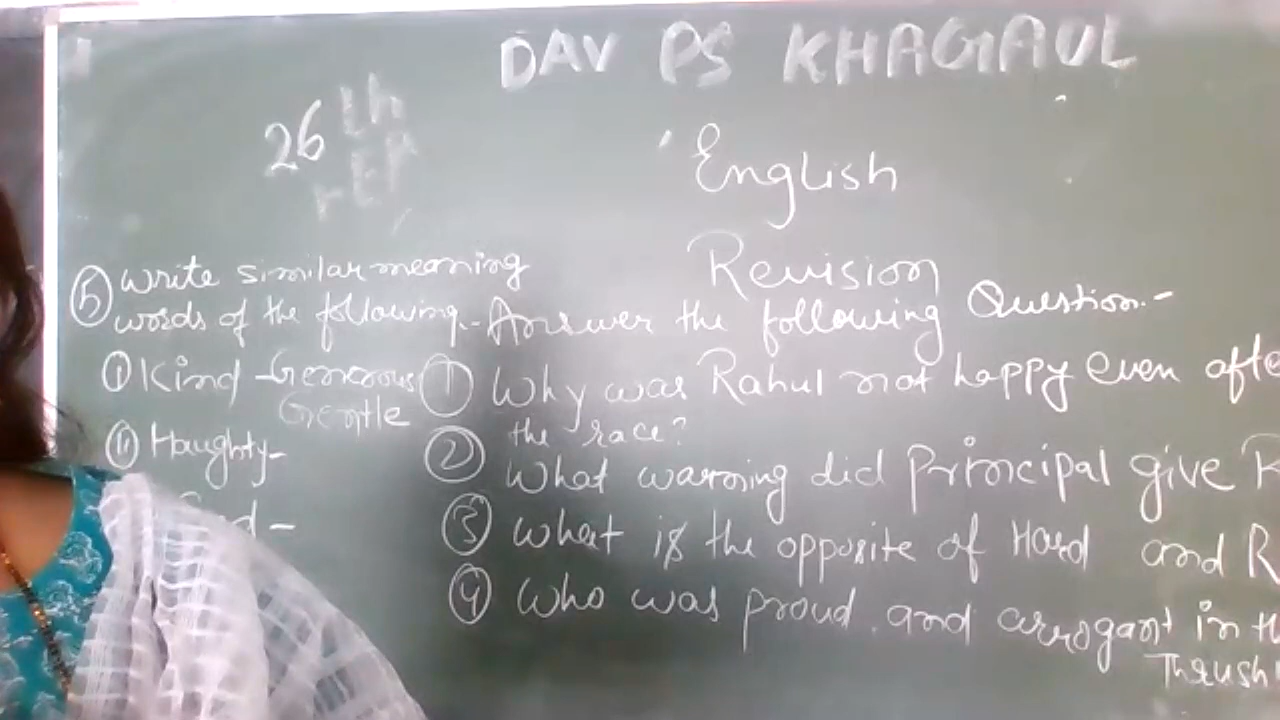 DAV PS KHAGAUL
26th
English
Revision
5 write similar meaning
words of the following.-
(i) Kind - Generous
Gentle
(ii) Haughty-
d -
Answer the following Question.-
1 Why was Rahul not happy even afte
the race?
2 What warning did Principal give R
3 What is the opposite of Hard and R
4 Who was proud and arrogant in th
Thrush